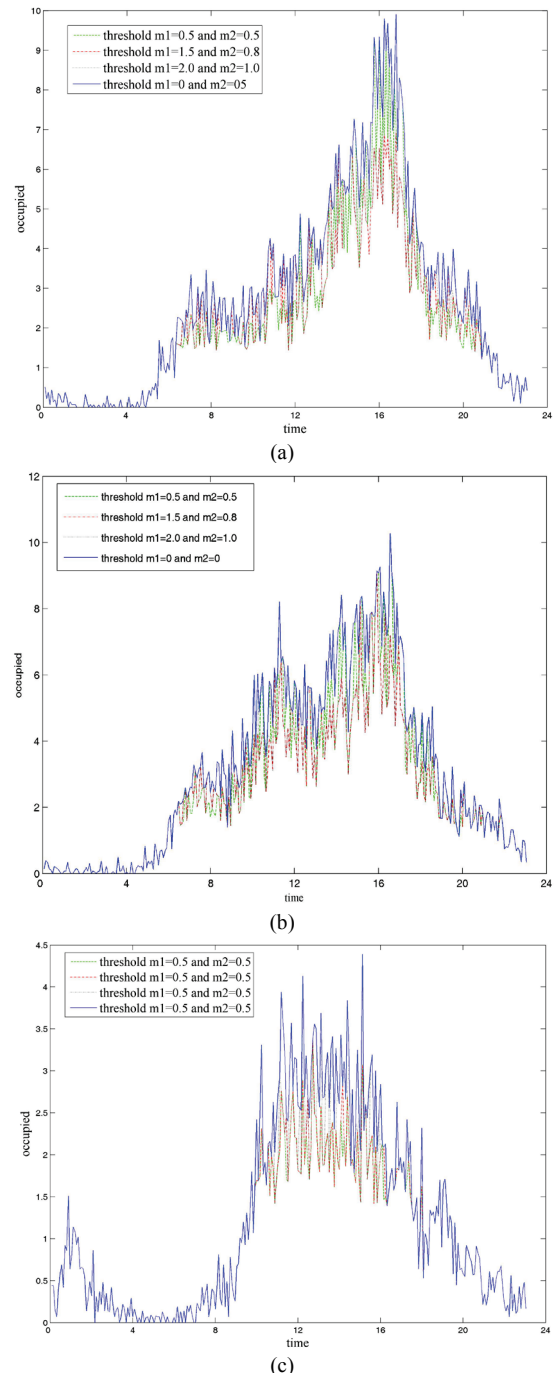 10
9
8
7
6
5
4
3
2
1
0
occupied
threshold m1=0.5 and m2=0.5
threshold m1=1.5 and m2=0.8
threshold m1=2.0 and m2=1.0
threshold m1=0 and m2=05
0 4 8 12 16 20 24
time
(a)
12
10
8
6
4
2
0
occupied
threshold m1=0.5 and m2=0.5
threshold m1=1.5 and m2=0.8
threshold m1=2.0 and m2=1.0
threshold m1=0 and m2=0
0 4 8 12 16 20 24
time
(b)
4.5
4
3.5
3
2.5
2
1.5
1
0.5
0
occupied
threshold m1=0.5 and m2=0.5
threshold m1=0.5 and m2=0.5
threshold m1=0.5 and m2=0.5
threshold m1=0.5 and m2=0.5
0 4 8 12 16 20 24
time
(c)